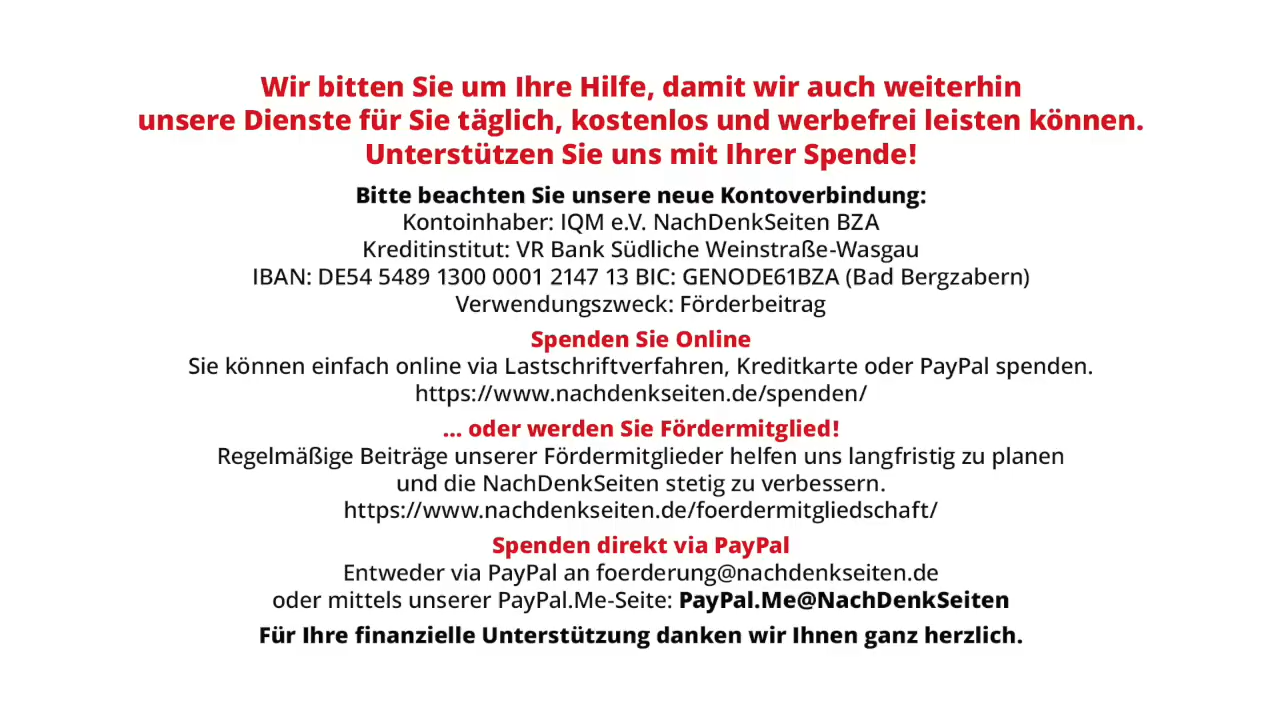 Wir bitten Sie um Ihre Hilfe, damit wir auch weiterhin
unsere Dienste für Sie täglich, kostenlos und werbefrei leisten können.
Unterstützen Sie uns mit Ihrer Spende!
Bitte beachten Sie unsere neue Kontoverbindung:
Kontoinhaber: IQM e.V. NachDenkSeiten BZA
Kreditinstitut: VR Bank Südliche Weinstraße-Wasgau
IBAN: DE54 5489 1300 0001 2147 13 BIC: GENODE61BZA (Bad Bergzabern)
Verwendungszweck: Förderbeitrag
Spenden Sie Online
Sie können einfach online via Lastschriftverfahren, Kreditkarte oder PayPal spenden.
https://www.nachdenkseiten.de/spenden/
... oder werden Sie Fördermitglied!
Regelmäßige Beiträge unserer Fördermitglieder helfen uns langfristig zu planen
und die NachDenkSeiten stetig zu verbessern.
https://www.nachdenkseiten.de/foerdermitgliedschaft/
Spenden direkt via PayPal
Entweder via PayPal an foerderung@nachdenkseiten.de
oder mittels unserer PayPal.Me-Seite: PayPal.Me@NachDenkSeiten
Für Ihre finanzielle Unterstützung danken wir Ihnen ganz herzlich.